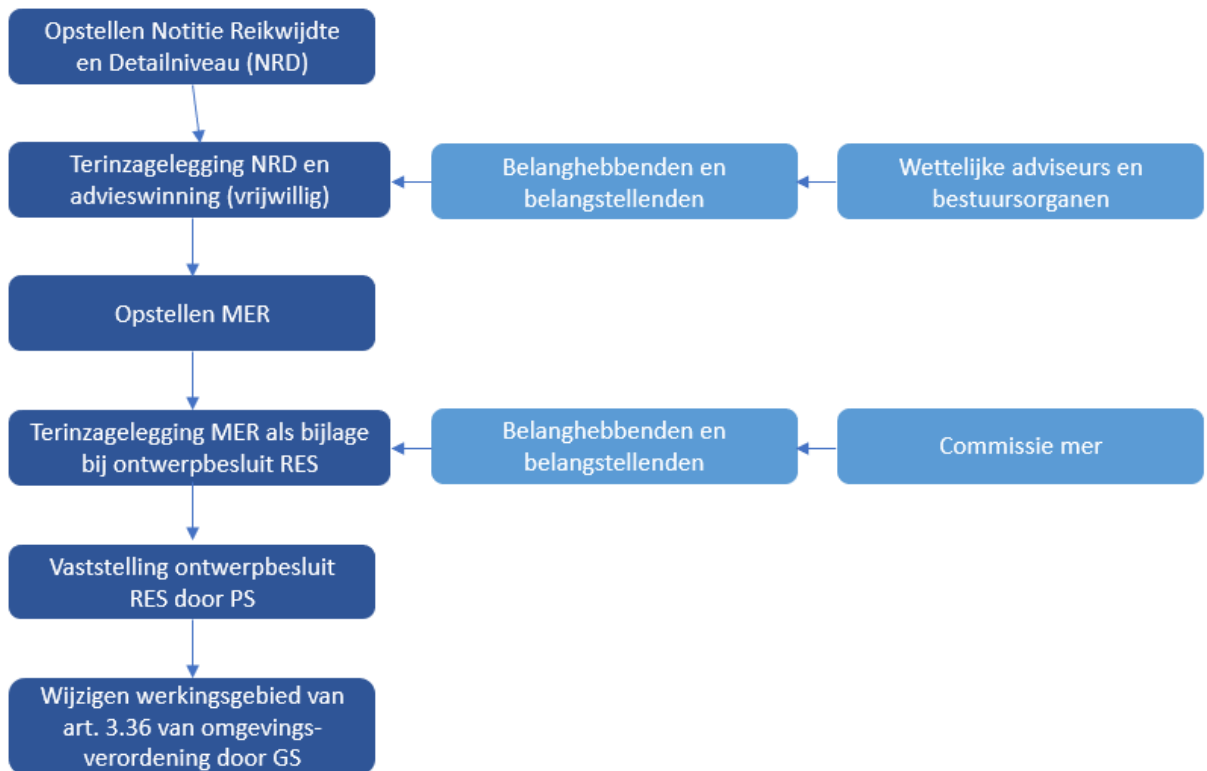 Opstellen Notitie Reikwijdte
en Detailniveau (NRD)
Terinzagelegging NRD en
advieswinning (vrijwillig)
Belanghebbenden en
belangstellenden
Wettelijke adviseurs en
bestuursorganen
Opstellen MER
Terinzagelegging MER als bijlage
bij ontwerpbesluit RES
Belanghebbenden en
belangstellenden
Commissie mer
Vaststelling ontwerpbesluit
RES door PS
Wijzigen werkingsgebied van
art. 3.36 van omgevings-
verordening door GS